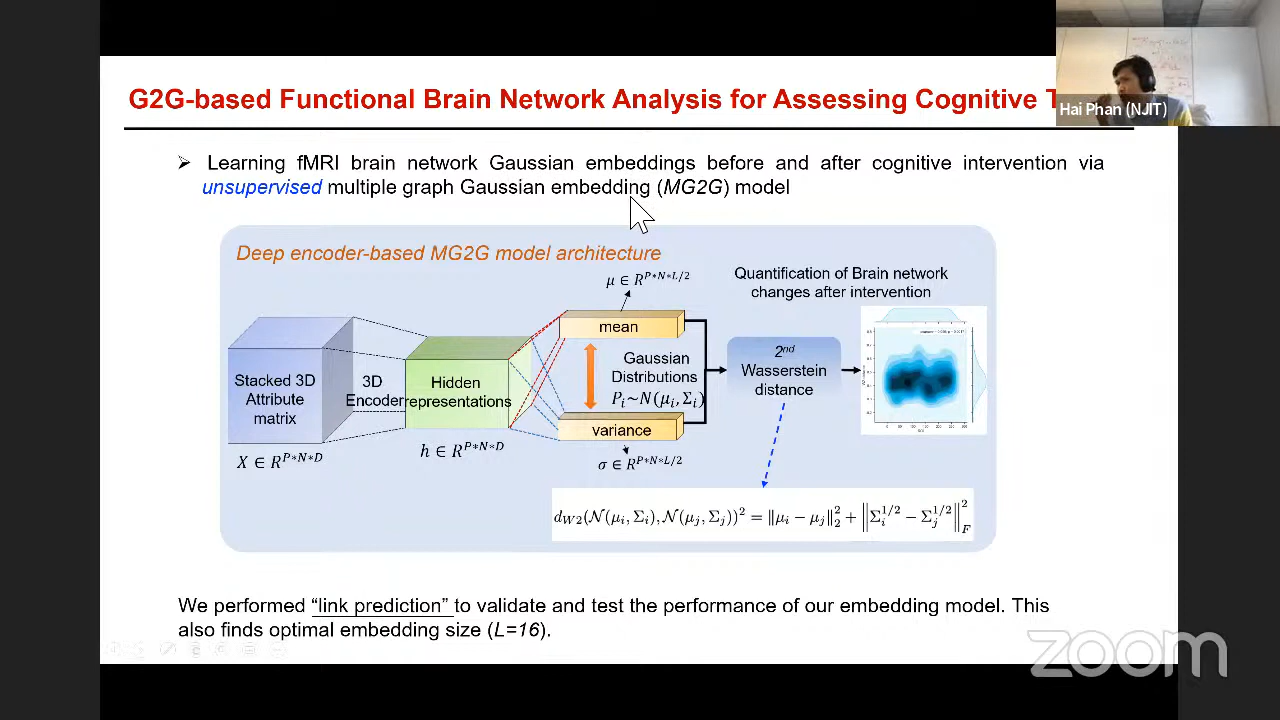 G2G-based Functional Brain Network Analysis for Assessing Cognitive T
Hai Phan (NJIT)
➢ Learning fMRI brain network Gaussian embeddings before and after cognitive intervention via
unsupervised multiple graph Gaussian embedding (MG2G) model
Deep encoder-based MG2G model architecture
μ ∈ R^{P*N*L/2}
Quantification of Brain network
changes after intervention
mean
Stacked 3D
Attribute
matrix
3D
Encoder
Hidden
representations
Gaussian
Distributions
P_i~N(μ_i, Σ_i)
2nd
Wasserstein
distance
variance
X ∈ R^{P*N*D}
h ∈ R^{P*N*D}
σ ∈ R^{P*N*L/2}
d_{W2}(𝒩(μ_i, Σ_i), 𝒩(μ_j, Σ_j))^2 = ‖μ_i − μ_j‖_2^2 + ‖Σ_i^{1/2} − Σ_j^{1/2}‖_F^2
We performed “link prediction” to validate and test the performance of our embedding model. This
also finds optimal embedding size (L=16).
zoom